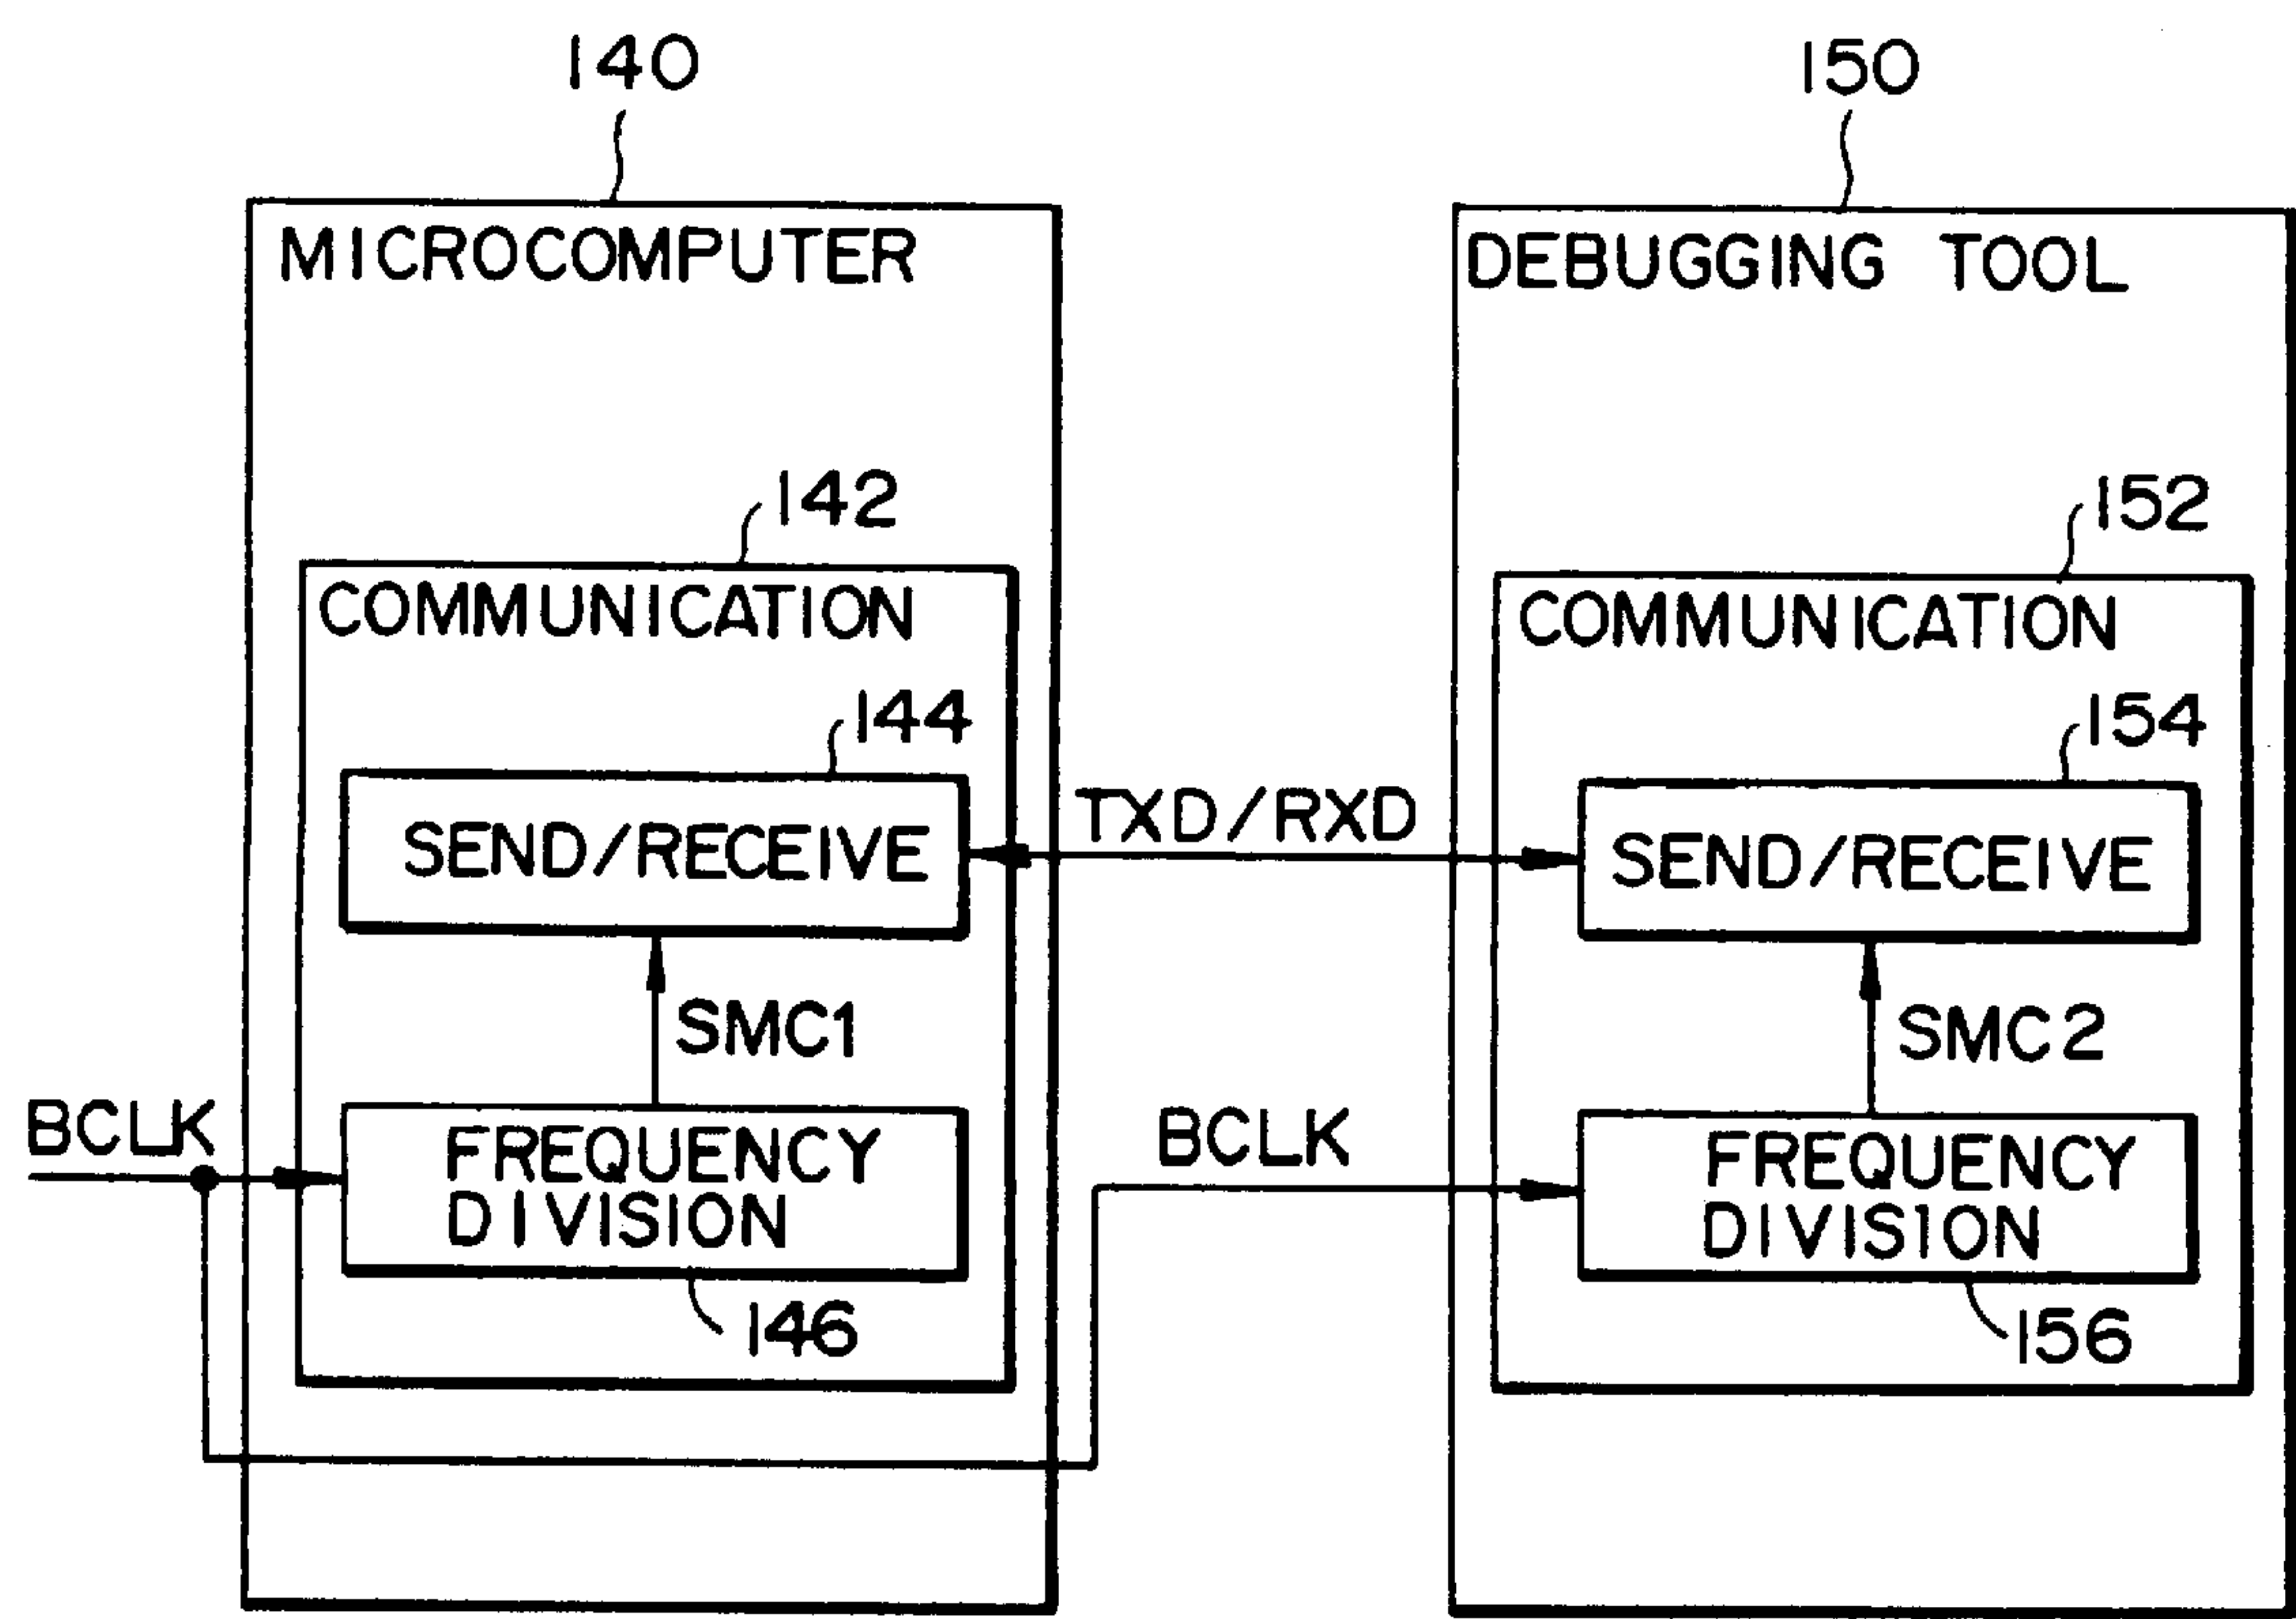 140
150
MICROCOMPUTER
DEBUGGING TOOL
142
152
COMMUNICATION
COMMUNICATION
144
154
SEND/RECEIVE
TXD/RXD
SEND/RECEIVE
SMC1
SMC2
BCLK
BCLK
FREQUENCY
DIVISION
FREQUENCY
DIVISION
146
156